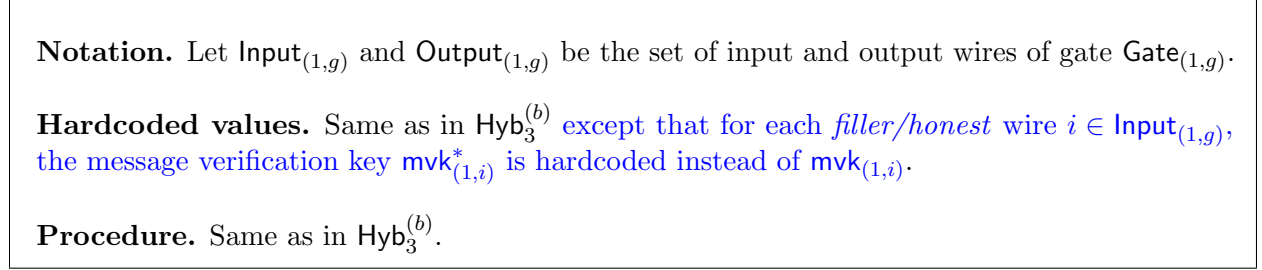 Notation. Let Input_{(1,g)} and Output_{(1,g)} be the set of input and output wires of gate Gate_{(1,g)}.
Hardcoded values. Same as in Hyb_3^{(b)} except that for each filler/honest wire i ∈ Input_{(1,g)},
the message verification key mvk^*_{(1,i)} is hardcoded instead of mvk_{(1,i)}.
Procedure. Same as in Hyb_3^{(b)}.